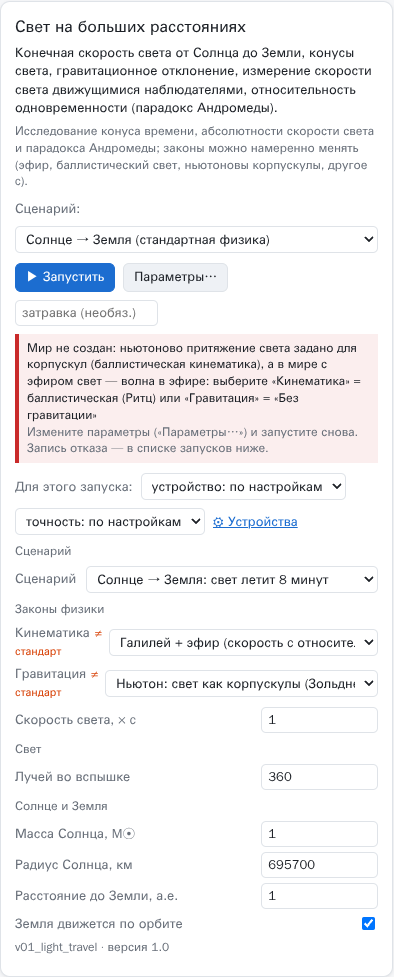 Свет на больших расстояниях
Конечная скорость света от Солнца до Земли, конусы
света, гравитационное отклонение, измерение скорости
света движущимися наблюдателями, относительность
одновременности (парадокс Андромеды).
Исследование конуса времени, абсолютности скорости света
и парадокса Андромеды; законы можно намеренно менять
(эфир, баллистический свет, ньютоновы корпускулы, другое
c).
Сценарий:
Солнце → Земля (стандартная физика)
▶ Запустить Параметры···
затравка (необяз.)
Мир не создан: ньютоново притяжение света задано для
корпускул (баллистическая кинематика), а в мире с
эфиром свет — волна в эфире: выберите «Кинематика» =
баллистическая (Ритц) или «Гравитация» = «Без
гравитации»
Измените параметры («Параметры···») и запустите снова.
Запись отказа — в списке запусков ниже.
Для этого запуска: устройство: по настройкам
точность: по настройкам ⚙ Устройства
Сценарий
Сценарий Солнце → Земля: свет летит 8 минут
Законы физики
Кинематика ≠ стандарт Галилей + эфир (скорость c относите.
Гравитация ≠ стандарт Ньютон: свет как корпускулы (Зольдне
Скорость света, × c 1
Свет
Лучей во вспышке 360
Солнце и Земля
Масса Солнца, M☉ 1
Радиус Солнца, км 695700
Расстояние до Земли, а.е. 1
Земля движется по орбите
v01_light_travel · версия 1.0